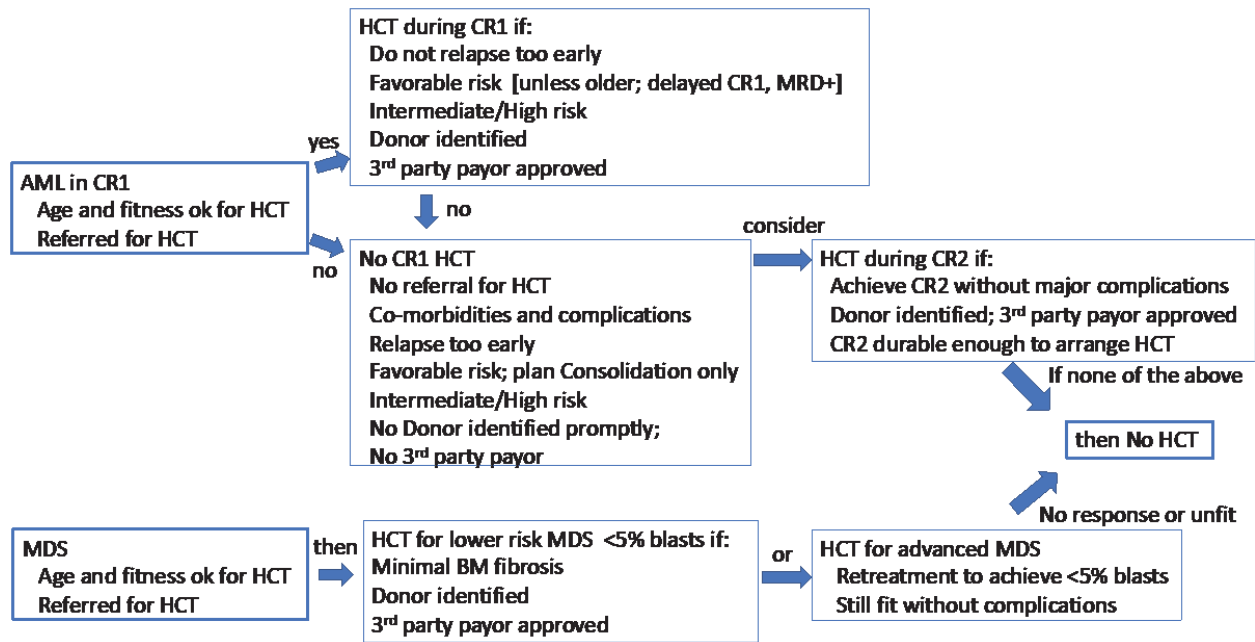 HCT during CR1 if:
Do not relapse too early
Favorable risk [unless older; delayed CR1, MRD+]
Intermediate/High risk
Donor identified
3rd party payor approved
yes
AML in CR1
Age and fitness ok for HCT
Referred for HCT
no
no
No CR1 HCT
No referral for HCT
Co-morbidities and complications
Relapse too early
Favorable risk; plan Consolidation only
Intermediate/High risk
No Donor identified promptly;
No 3rd party payor
consider
HCT during CR2 if:
Achieve CR2 without major complications
Donor identified; 3rd party payor approved
CR2 durable enough to arrange HCT
If none of the above
then No HCT
No response or unfit
MDS
Age and fitness ok for HCT
Referred for HCT
then
HCT for lower risk MDS <5% blasts if:
Minimal BM fibrosis
Donor identified
3rd party payor approved
or
HCT for advanced MDS
Retreatment to achieve <5% blasts
Still fit without complications